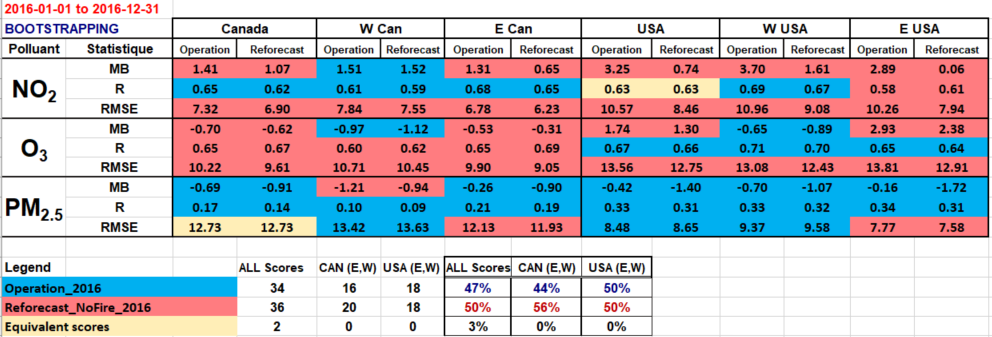 2016-01-01 to 2016-12-31
BOOTSTRAPPING Canada W Can E Can USA W USA E USA
Polluant Statistique Operation Reforecast Operation Reforecast Operation Reforecast Operation Reforecast Operation Reforecast Operation Reforecast
NO2 MB 1.41 1.07 1.51 1.52 1.31 0.65 3.25 0.74 3.70 1.61 2.89 0.06
R 0.65 0.62 0.61 0.59 0.68 0.65 0.63 0.63 0.69 0.67 0.58 0.61
RMSE 7.32 6.90 7.84 7.55 6.78 6.23 10.57 8.46 10.96 9.08 10.26 7.94
O3 MB -0.70 -0.62 -0.97 -1.12 -0.53 -0.31 1.74 1.30 -0.65 -0.89 2.93 2.38
R 0.65 0.67 0.60 0.62 0.65 0.69 0.67 0.66 0.71 0.70 0.65 0.64
RMSE 10.22 9.61 10.71 10.45 9.90 9.05 13.56 12.75 13.08 12.43 13.81 12.91
PM2.5 MB -0.69 -0.91 -1.21 -0.94 -0.26 -0.90 -0.42 -1.40 -0.70 -1.07 -0.16 -1.72
R 0.17 0.14 0.10 0.09 0.21 0.19 0.33 0.31 0.33 0.32 0.34 0.31
RMSE 12.73 12.73 13.42 13.63 12.13 11.93 8.48 8.65 9.37 9.58 7.77 7.58
Legend ALL Scores CAN (E,W) USA (E,W) ALL Scores CAN (E,W) USA (E,W)
Operation_2016 34 16 18 47% 44% 50%
Reforecast_NoFire_2016 36 20 18 50% 56% 50%
Equivalent scores 2 0 0 3% 0% 0%